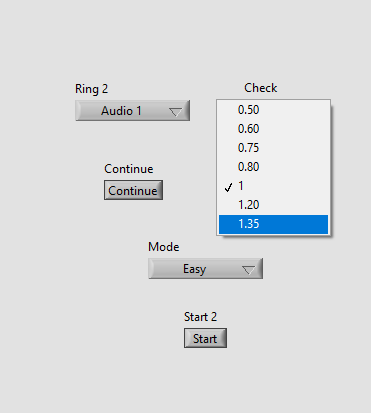 Ring 2
Audio 1
Check
0.50
0.60
0.75
0.80
1
1.20
1.35
Continue
Continue
Mode
Easy
Start 2
Start